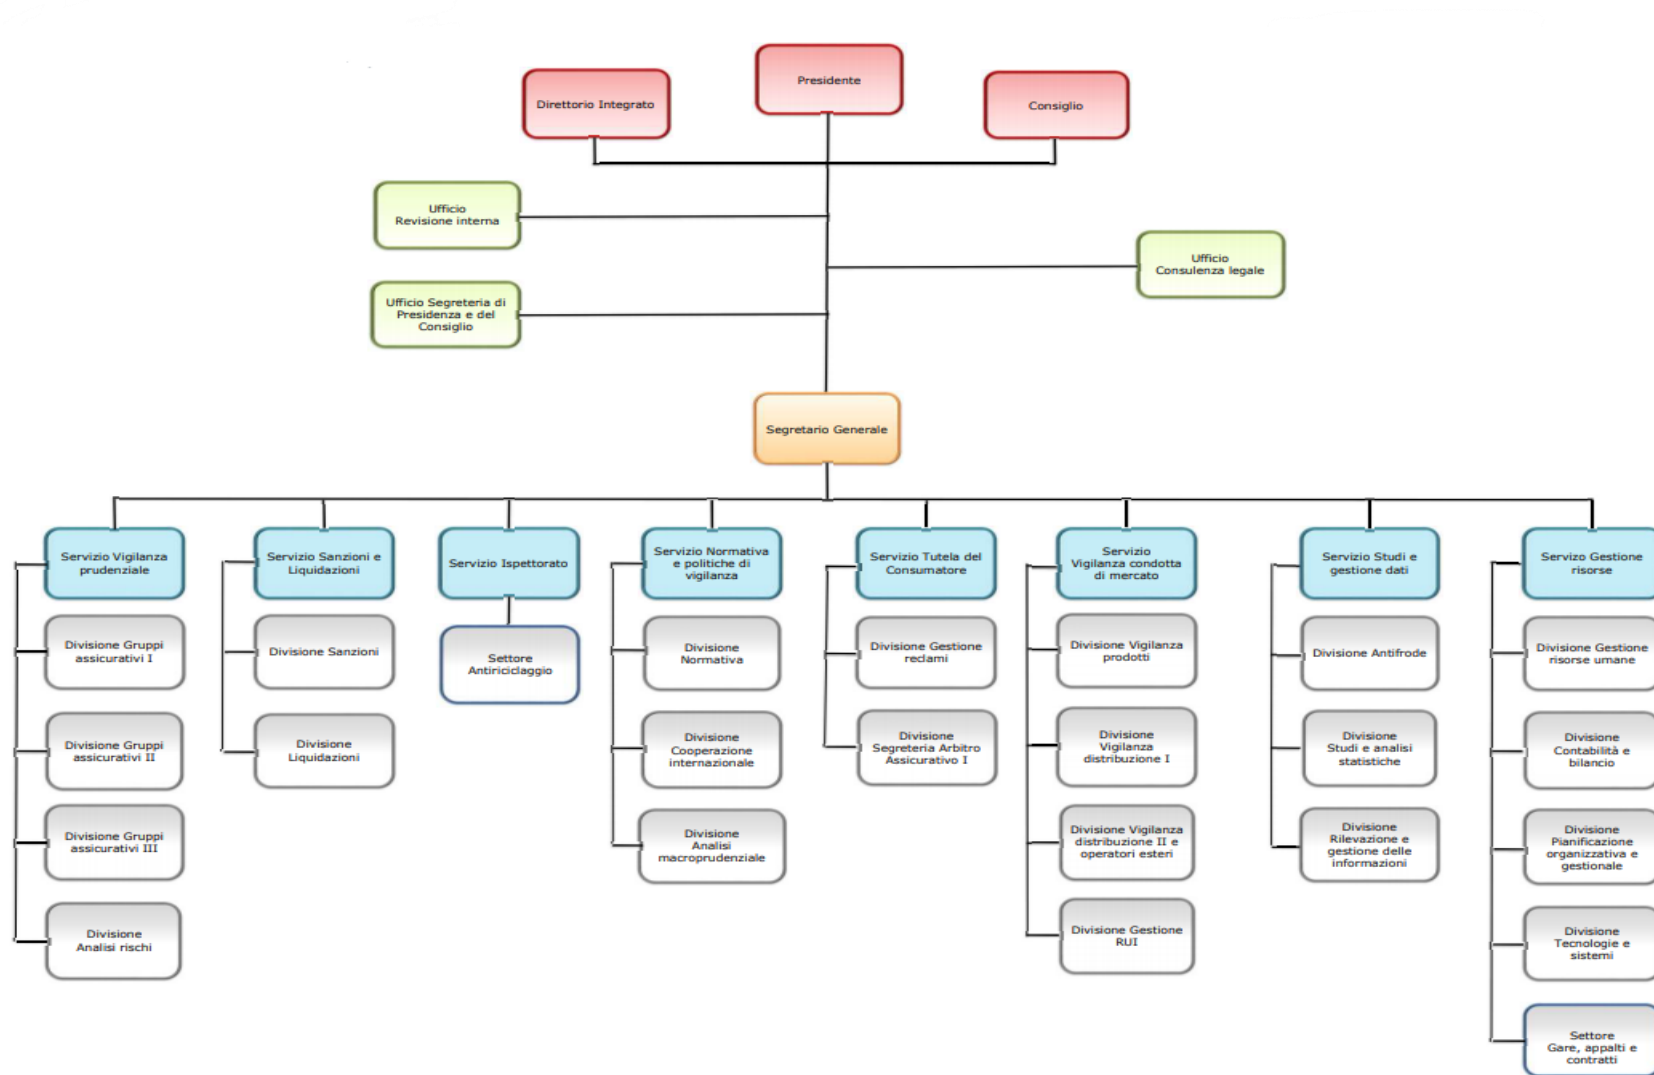 Presidente
Direttorio Integrato
Consiglio
Ufficio
Revisione interna
Ufficio
Consulenza legale
Ufficio Segreteria di
Presidenza e del
Consiglio
Segretario Generale
Servizio Vigilanza
prudenziale
Divisione Gruppi
assicurativi I
Divisione Gruppi
assicurativi II
Divisione Gruppi
assicurativi III
Divisione
Analisi rischi
Servizio Sanzioni e
Liquidazioni
Divisione Sanzioni
Divisione
Liquidazioni
Servizio Ispettorato
Settore
Antiriciclaggio
Servizio Normativa
e politiche di
vigilanza
Divisione
Normativa
Divisione
Cooperazione
internazionale
Divisione
Analisi
macroprudenziale
Servizio Tutela del
Consumatore
Divisione Gestione
reclami
Divisione
Segreteria Arbitro
Assicurativo I
Servizio
Vigilanza condotta
di mercato
Divisione Vigilanza
prodotti
Divisione
Vigilanza
distribuzione I
Divisione Vigilanza
distribuzione II e
operatori esteri
Divisione Gestione
RUI
Servizio Studi e
gestione dati
Divisione Antifrode
Divisione
Studi e analisi
statistiche
Divisione
Rilevazione e
gestione delle
informazioni
Servizo Gestione
risorse
Divisione Gestione
risorse umane
Divisione
Contabilità e
bilancio
Divisione
Pianificazione
organizzativa e
gestionale
Divisione
Tecnologie e
sistemi
Settore
Gare, appalti e
contratti